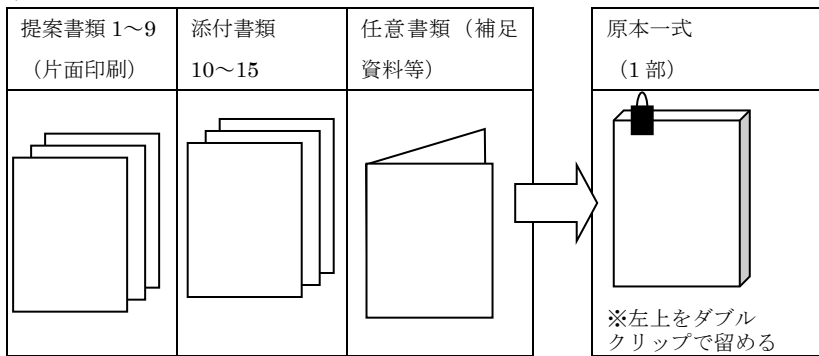 提案書類 1～9
（片面印刷）
添付書類
10～15
任意書類（補足
資料等）
原本一式
（1 部）
※左上をダブル
クリップで留める